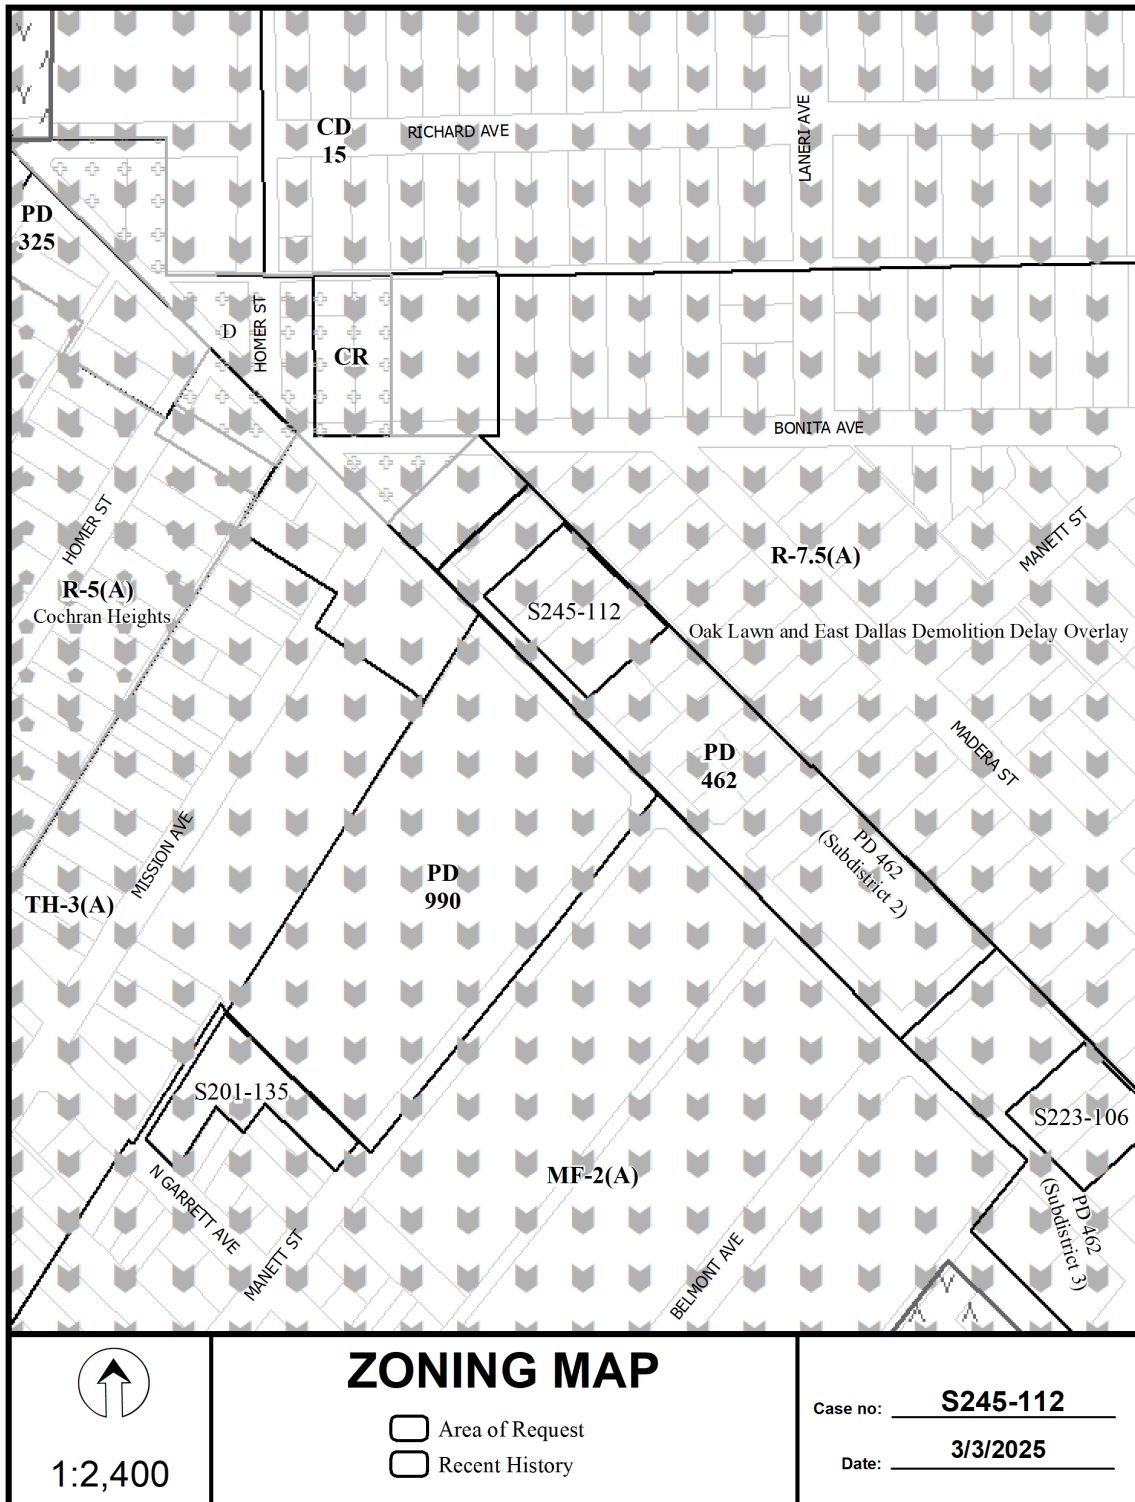 CD
15
RICHARD AVE
LANERI AVE
PD
325
D
HOMER ST
CR
BONITA AVE
HOMER ST
MANETT ST
R-7.5(A)
R-5(A)
Cochran Heights
S245-112
Oak Lawn and East Dallas Demolition Delay Overlay
PD
462
MADERA ST
MISSION AVE
PD 462
(Subdistrict 2)
PD
990
TH-3(A)
S201-135
S223-106
MF-2(A)
N GARRETT AVE
MANETT ST
BELMONT AVE
PD 462
(Subdistrict 3)
1:2,400
ZONING MAP
Area of Request
Recent History
Case no: S245-112
Date: 3/3/2025